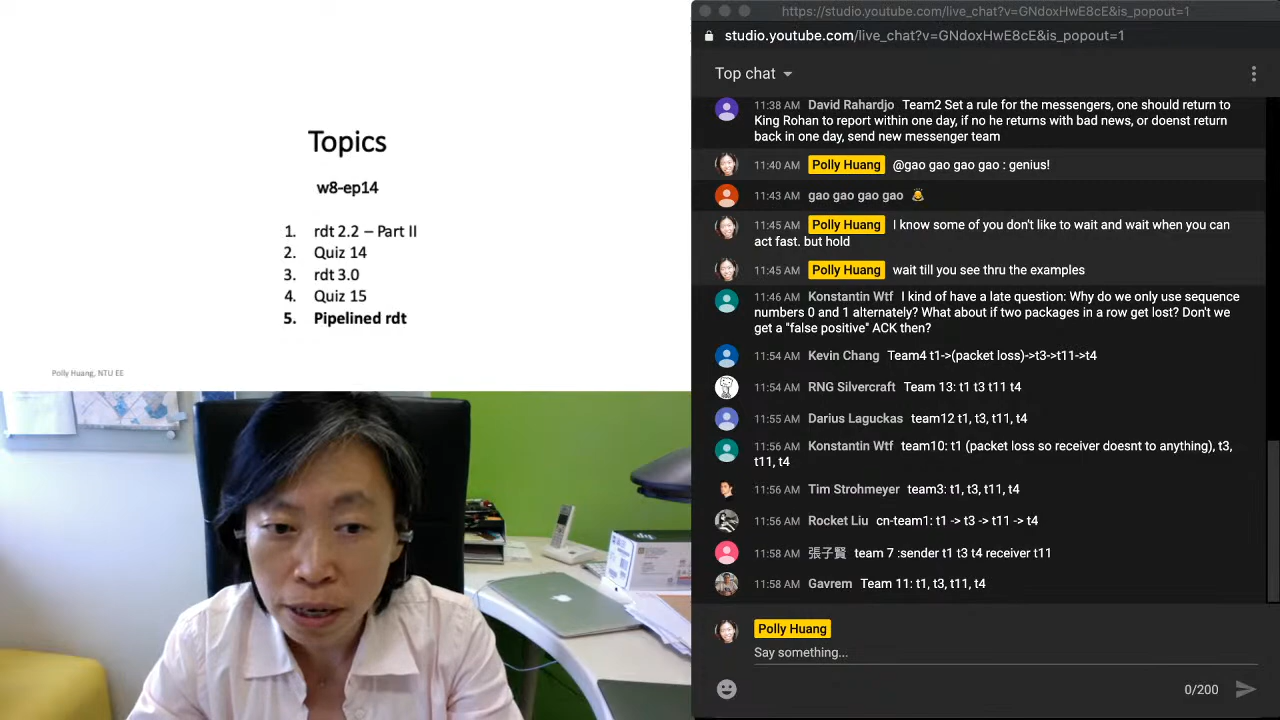 Topics
w8-ep14
1. rdt 2.2 – Part II
2. Quiz 14
3. rdt 3.0
4. Quiz 15
5. Pipelined rdt
Polly Huang, NTU EE
https://studio.youtube.com/live_chat?v=GNdoxHwE8cE&is_popout=1
studio.youtube.com/live_chat?v=GNdoxHwE8cE&is_popout=1
Top chat
11:38 AM David Rahardjo Team2 Set a rule for the messengers, one should return to
King Rohan to report within one day, if no he returns with bad news, or doenst return
back in one day, send new messenger team
11:40 AM Polly Huang @gao gao gao gao : genius!
11:43 AM gao gao gao gao
11:45 AM Polly Huang I know some of you don't like to wait and wait when you can
act fast. but hold
11:45 AM Polly Huang wait till you see thru the examples
11:46 AM Konstantin Wtf I kind of have a late question: Why do we only use sequence
numbers 0 and 1 alternately? What about if two packages in a row get lost? Don't we
get a "false positive" ACK then?
11:54 AM Kevin Chang Team4 t1->(packet loss)->t3->t11->t4
11:54 AM RNG Silvercraft Team 13: t1 t3 t11 t4
11:55 AM Darius Laguckas team12 t1, t3, t11, t4
11:56 AM Konstantin Wtf team10: t1 (packet loss so receiver doesnt to anything), t3,
t11, t4
11:56 AM Tim Strohmeyer team3: t1, t3, t11, t4
11:56 AM Rocket Liu cn-team1: t1 -> t3 -> t11 -> t4
11:58 AM 張子賢 team 7 :sender t1 t3 t4 receiver t11
11:58 AM Gavrem Team 11: t1, t3, t11, t4
Polly Huang
Say something...
0/200